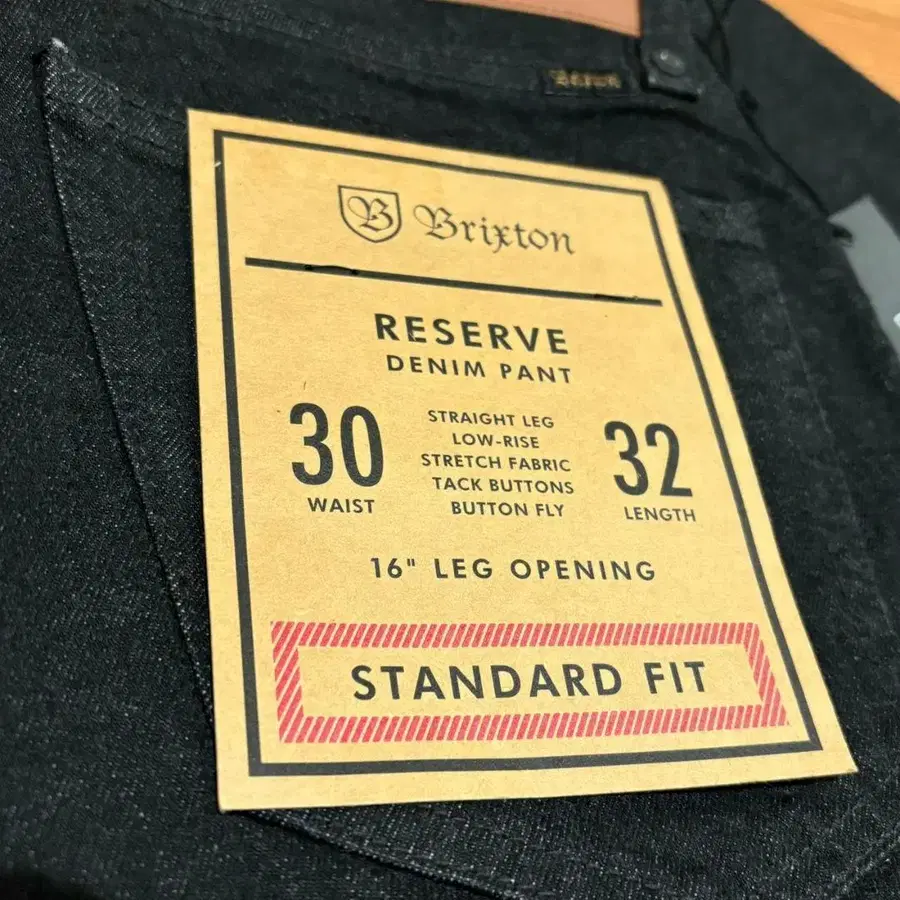 B Brixton
RESERVE
DENIM PANT
30
WAIST
STRAIGHT LEG
LOW-RISE
STRETCH FABRIC
TACK BUTTONS
BUTTON FLY
32
LENGTH
16" LEG OPENING
STANDARD FIT